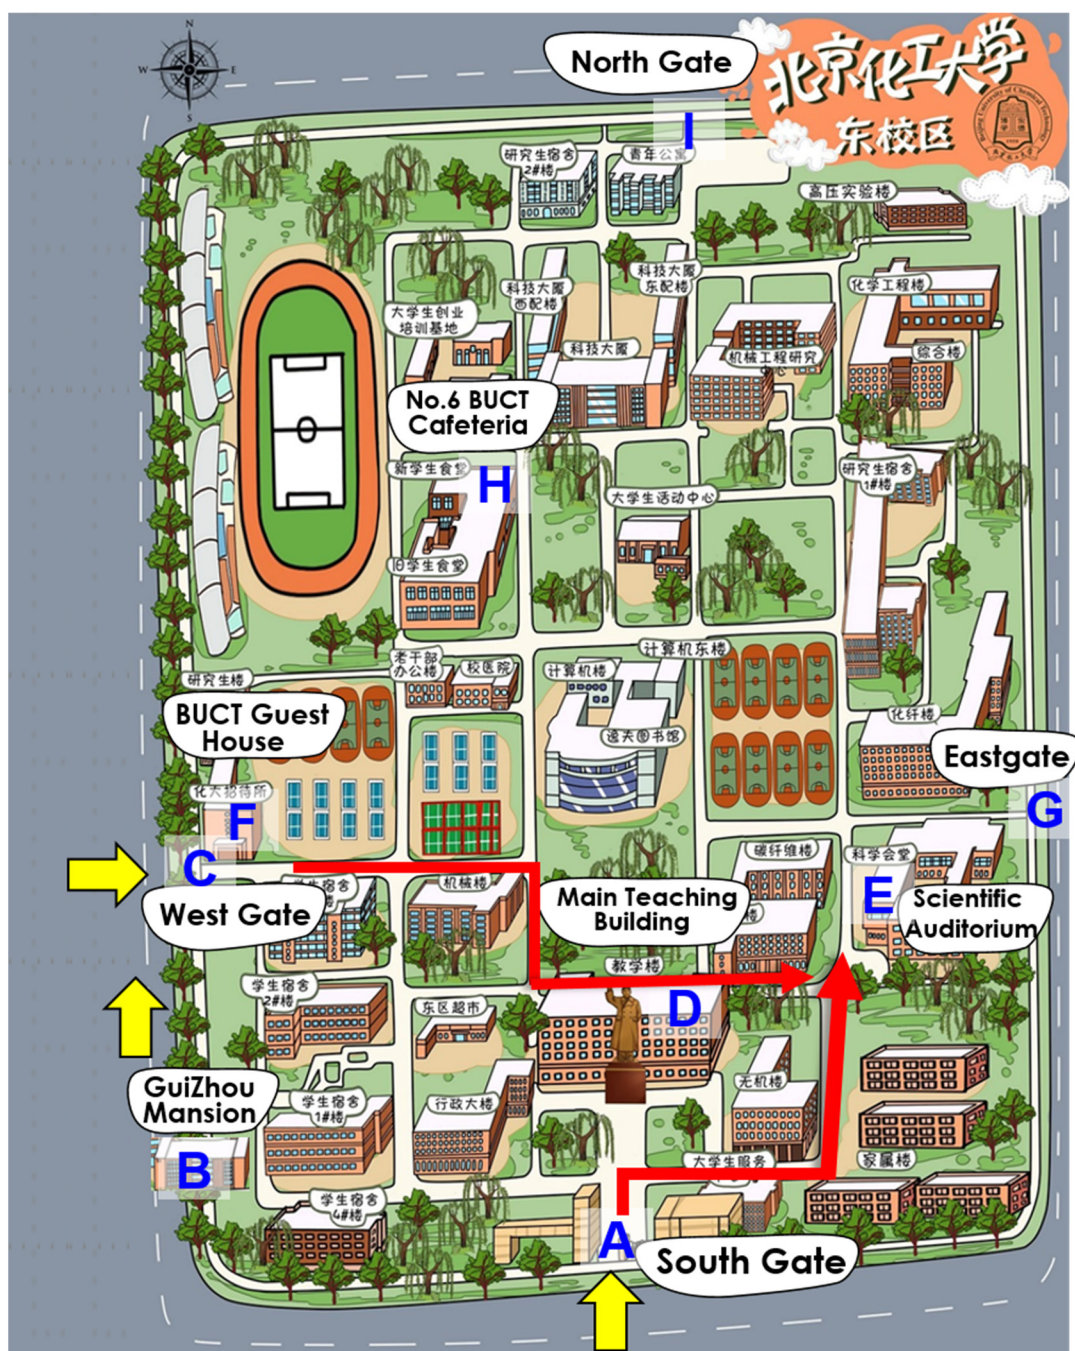 N
W E
S
North Gate
I
北京化工大学
东校区
研究生宿舍
2#楼
青年公寓
高压实验楼
科技大厦
西配楼
科技大厦
东配楼
化学工程楼
大学生创业
培训基地
科技大厦
机械工程研究
中心
综合楼
No.6 BUCT
Cafeteria
新学生食堂
H
大学生活动中心
研究生宿舍
1#楼
旧学生食堂
老干部
办公楼
校医院
计算机楼
计算机东楼
研究生楼
BUCT Guest
House
逸夫图书馆
化纤楼
Eastgate
化大招待所
F
G
C
West Gate
学生宿舍
机械楼
碳纤维楼
科学会堂
E
Main Teaching
Building
楼
Scientific
Auditorium
教学楼
D
学生宿舍
2#楼
东区超市
GuiZhou
Mansion
B
学生宿舍
1#楼
行政大楼
无机楼
大学生服务
家属楼
学生宿舍
4#楼
A
South Gate